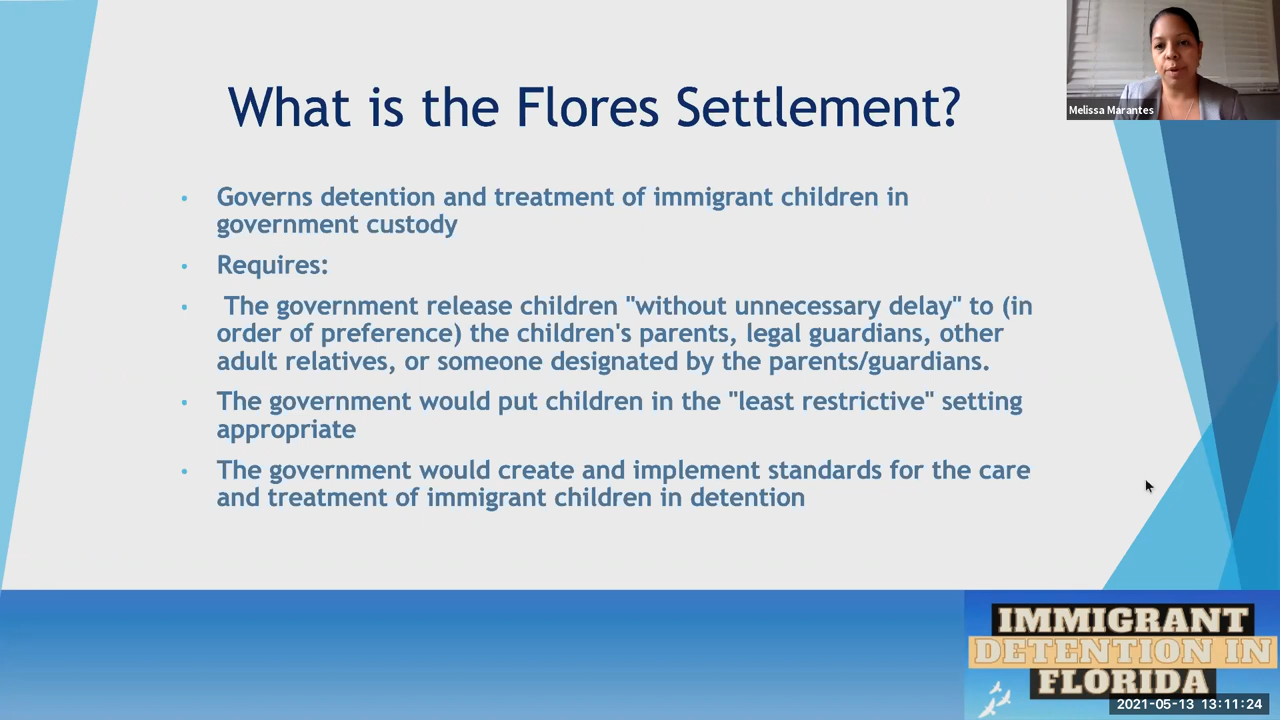 What is the Flores Settlement?
Melissa Marantes
• Governs detention and treatment of immigrant children in
government custody
• Requires:
• The government release children "without unnecessary delay" to (in
order of preference) the children's parents, legal guardians, other
adult relatives, or someone designated by the parents/guardians.
• The government would put children in the "least restrictive" setting
appropriate
• The government would create and implement standards for the care
and treatment of immigrant children in detention
IMMIGRANT
DETENTION IN
FLORIDA
2021-05-13 13:11:24